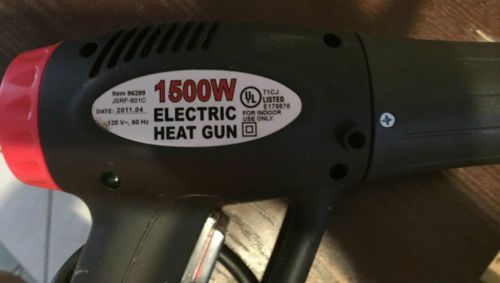 Item 96289
JSRF-601C
DATE: 2011.04
120 V~, 60 Hz
1500W
ELECTRIC
HEAT GUN
UL
71CJ
LISTED
E179876
FOR INDOOR
USE ONLY.